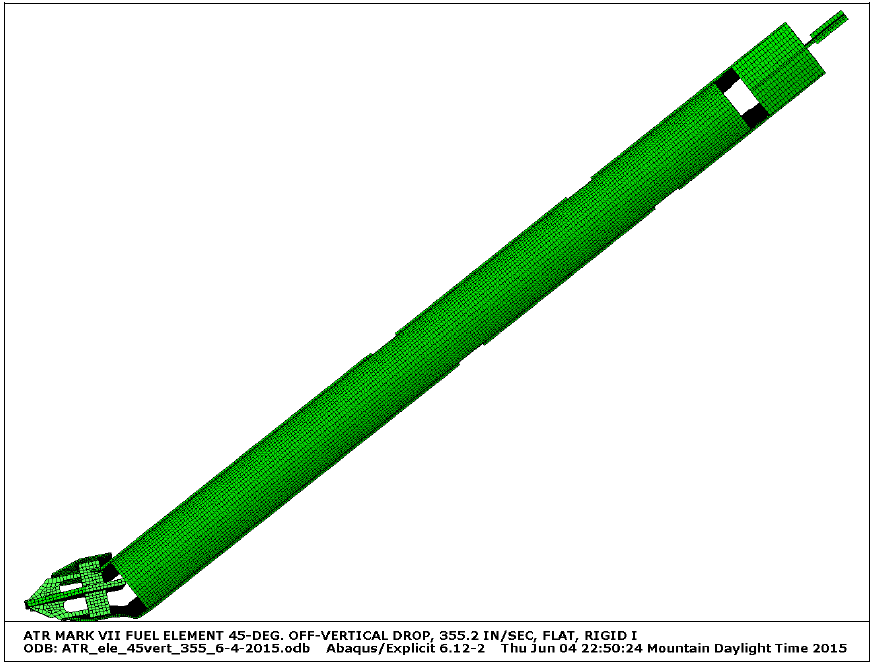 ATR MARK VII FUEL ELEMENT 45-DEG. OFF-VERTICAL DROP, 355.2 IN/SEC, FLAT, RIGID I
ODB: ATR_ele_45vert_355_6-4-2015.odb Abaqus/Explicit 6.12-2 Thu Jun 04 22:50:24 Mountain Daylight Time 2015